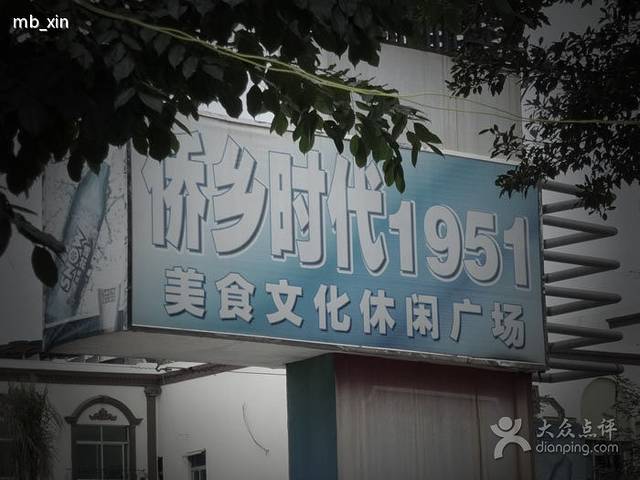 mb_xin
侨乡时代1951
美食文化休闲广场
SNOW
大众点评
dianping.com